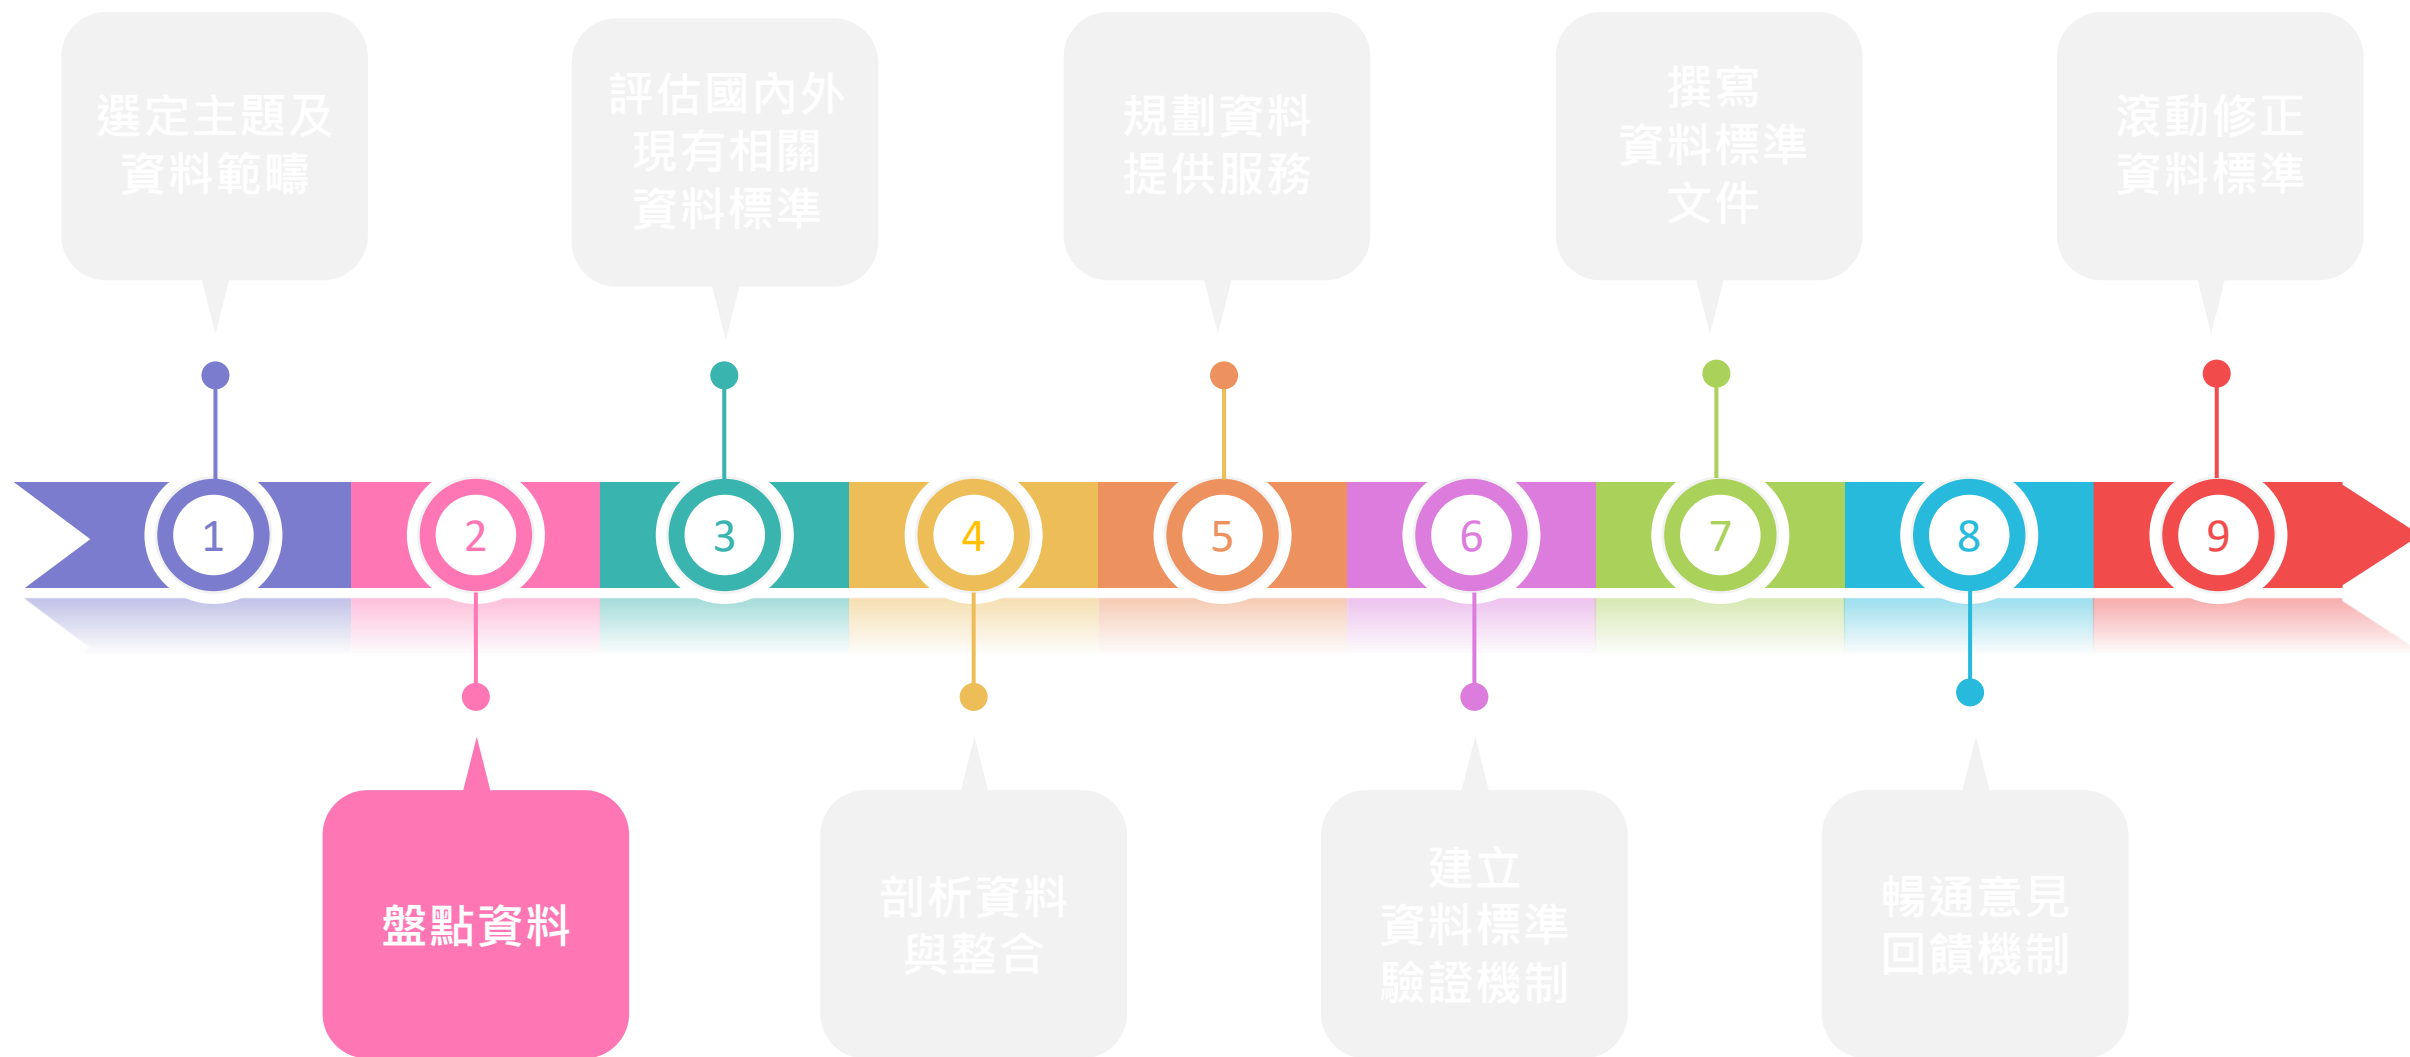 選定主題及
資料範疇
評估國內外
現有相關
資料標準
規劃資料
提供服務
撰寫
資料標準
文件
滾動修正
資料標準
1
2
3
4
5
6
7
8
9
盤點資料
剖析資料
與整合
建立
資料標準
驗證機制
暢通意見
回饋機制